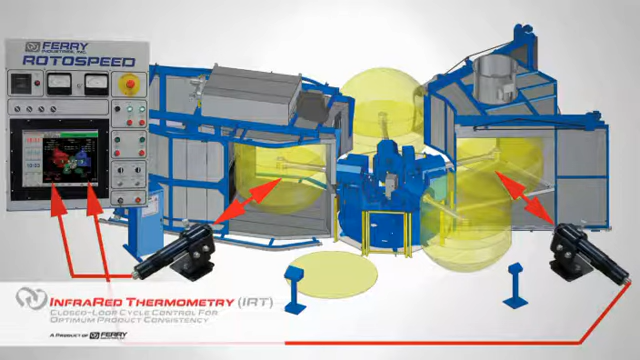 FERRY
INDUSTRIES, INC.
ROTOSPEED
INFRARED THERMOMETRY (IRT)
CLOSED-LOOP CYCLE CONTROL FOR
OPTIMUM PRODUCT CONSISTENCY
A PRODUCT OF FERRY